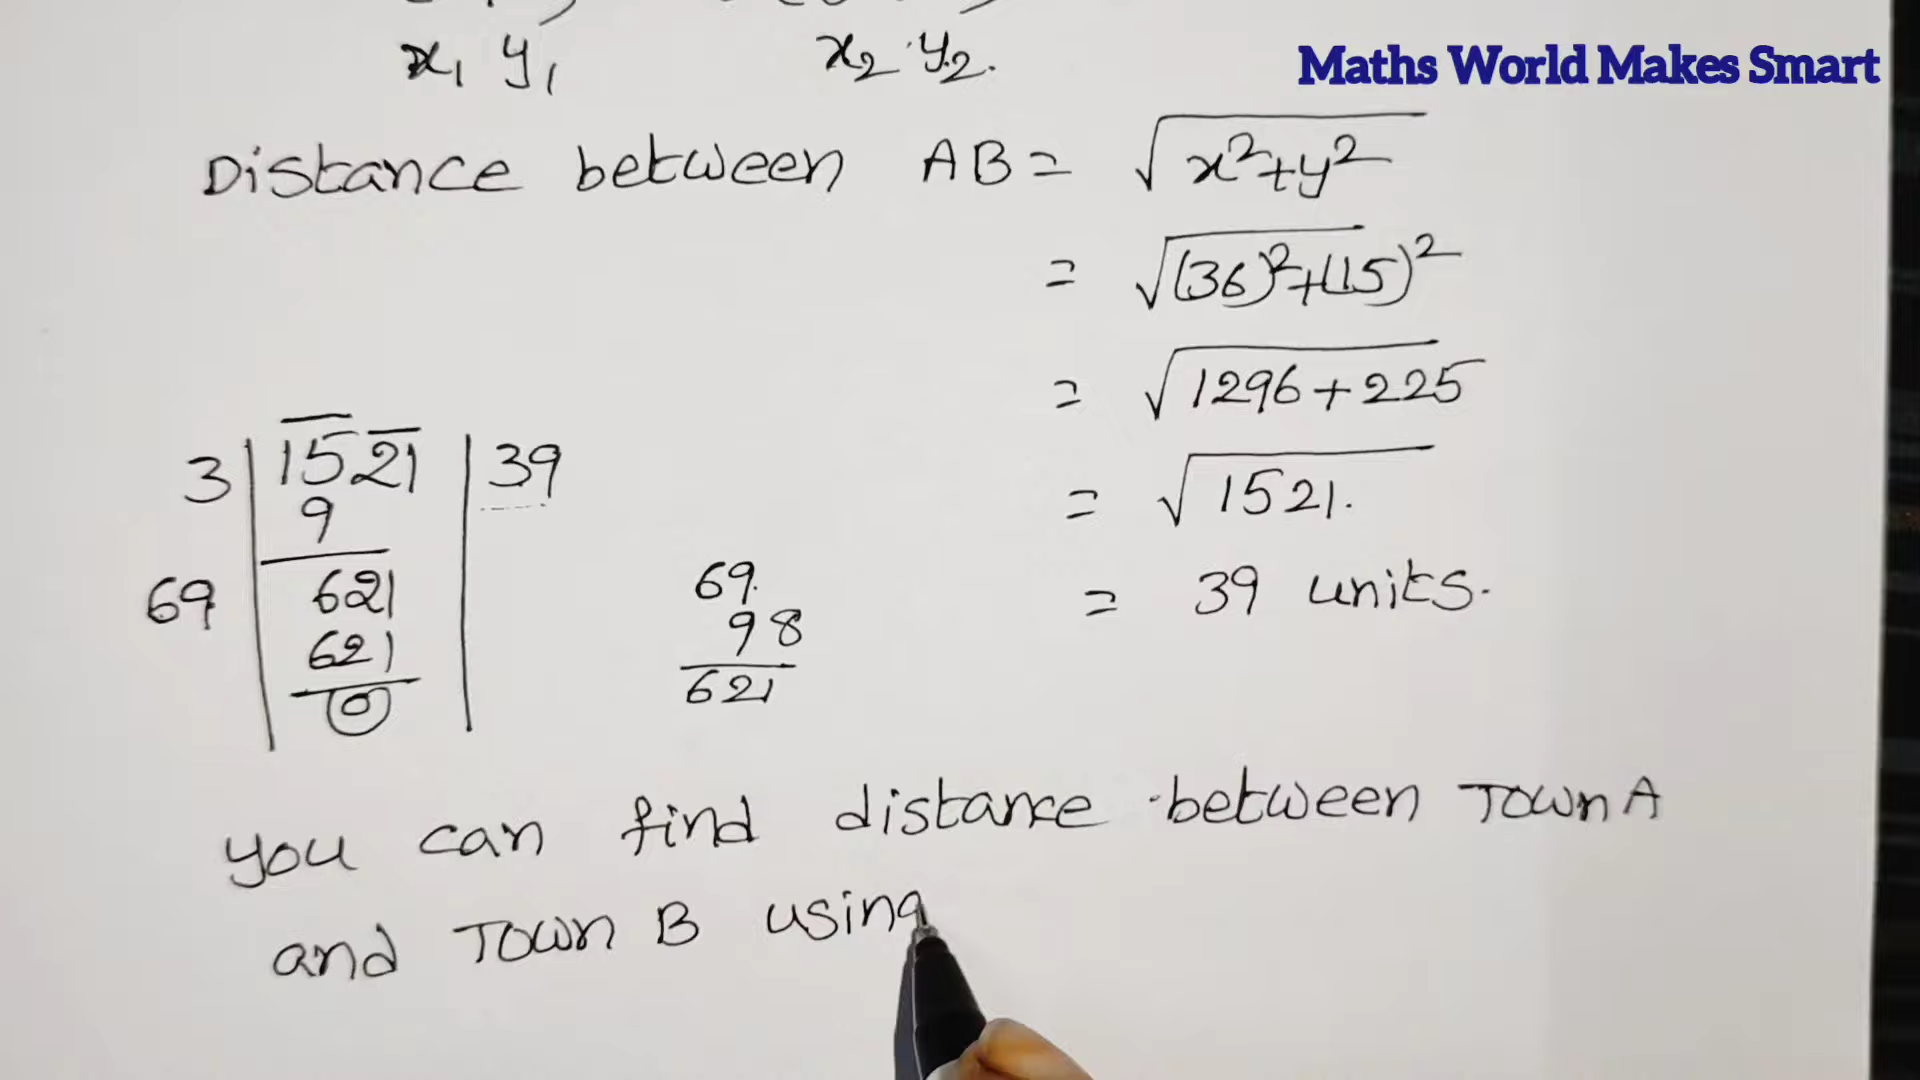 x₁ y₁ x₂ y₂.
Maths World Makes Smart
Distance between AB = √x²+y²
= √(36)²+(15)²
= √1296+225
= √1521.
= 39 units.
3 1521 39
9
69 621
621
0
69.
98
621
you can find distance between Town A
and Town B using